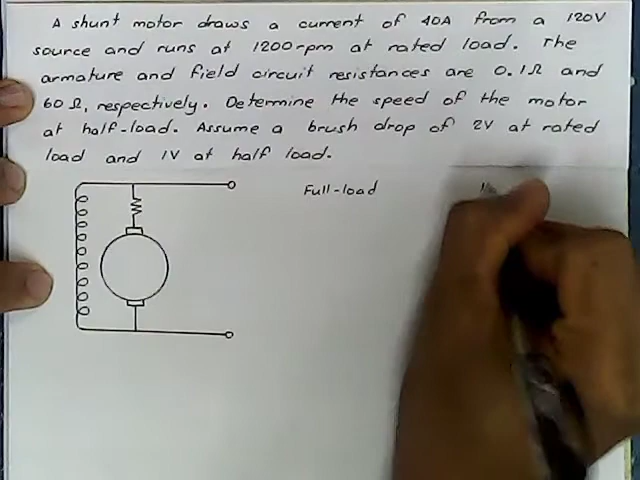 A shunt motor draws a current of 40A from a 120V
source and runs at 1200rpm at rated load. The
armature and field circuit resistances are 0.1Ω and
60 Ω, respectively. Determine the speed of the motor
at half-load. Assume a brush drop of 2V at rated
load and 1V at half load.
Full-load